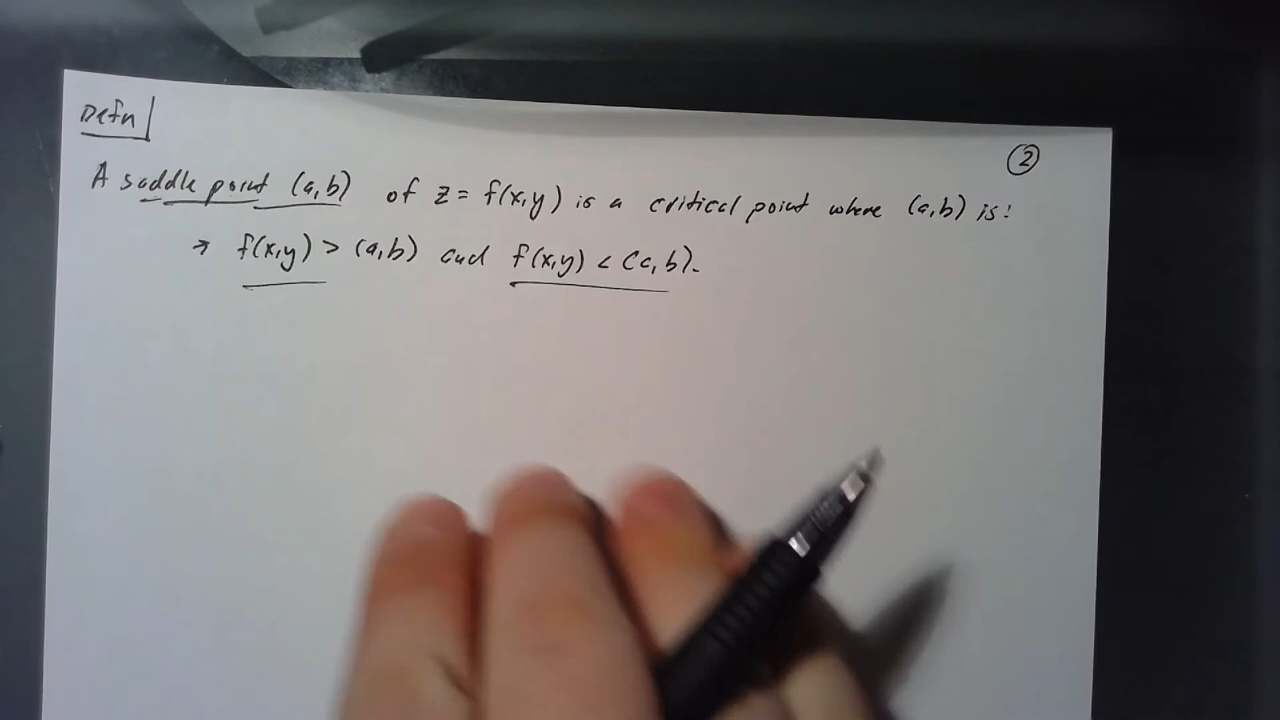 Defn
②
A saddle point (a,b) of z = f(x,y) is a critical point where (a,b) is:
→ f(x,y) > (a,b) and f(x,y) < (a,b).